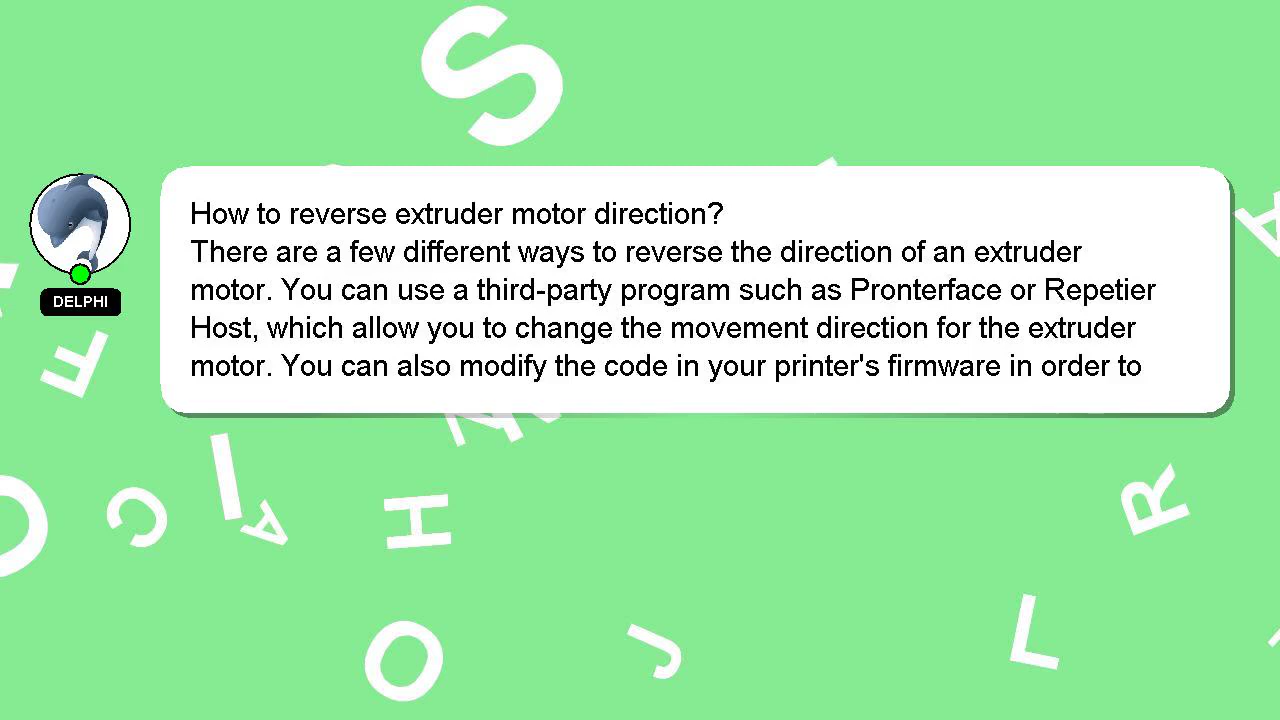 S
How to reverse extruder motor direction?
There are a few different ways to reverse the direction of an extruder
motor. You can use a third-party program such as Pronterface or Repetier
Host, which allow you to change the movement direction for the extruder
motor. You can also modify the code in your printer's firmware in order to
DELPHI
A
F
I
C
A
H
R
O
J
L